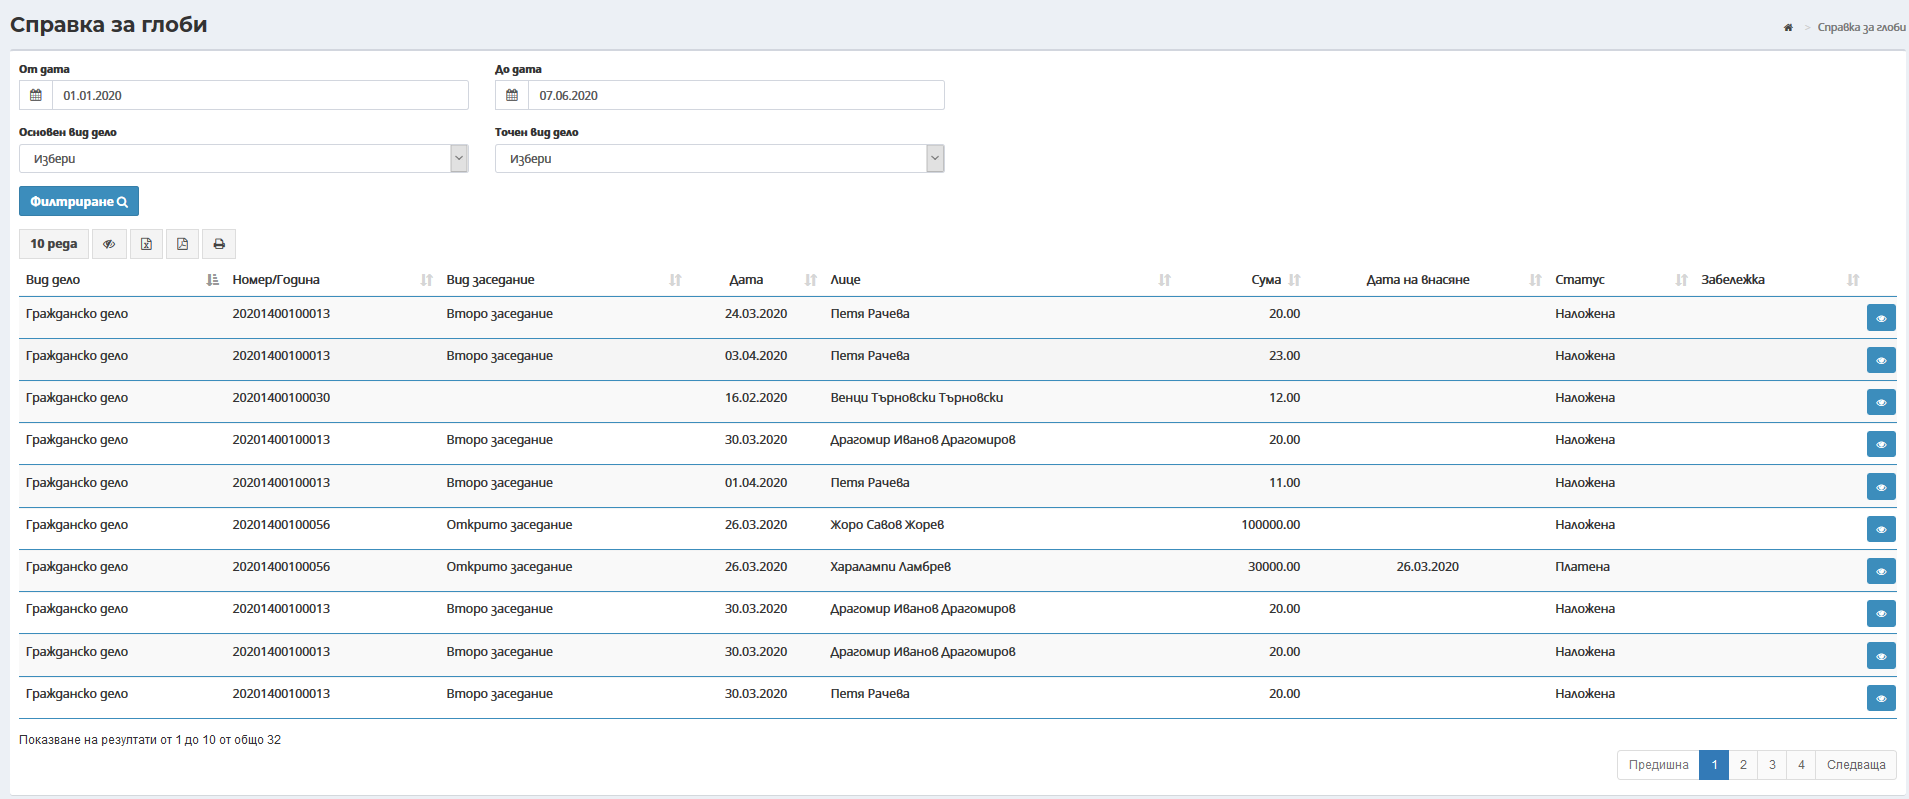 Справка за глоби
> Справка за глоби
От дата До дата
01.01.2020 07.06.2020
Основен вид дело Точен вид дело
Избери Избери
Филтриране
10 реда
Вид дело Номер/Година Вид заседание Дата Лице Сума Дата на внасяне Статус Забележка
Гражданско дело 20201400100013 Второ заседание 24.03.2020 Петя Рачева 20.00 Наложена
Гражданско дело 20201400100013 Второ заседание 03.04.2020 Петя Рачева 23.00 Наложена
Гражданско дело 20201400100030 16.02.2020 Венци Търновски Търновски 12.00 Наложена
Гражданско дело 20201400100013 Второ заседание 30.03.2020 Драгомир Иванов Драгомиров 20.00 Наложена
Гражданско дело 20201400100013 Второ заседание 01.04.2020 Петя Рачева 11.00 Наложена
Гражданско дело 20201400100056 Открито заседание 26.03.2020 Жоро Савов Жорев 100000.00 Наложена
Гражданско дело 20201400100056 Открито заседание 26.03.2020 Харалампи Ламбрев 30000.00 26.03.2020 Платена
Гражданско дело 20201400100013 Второ заседание 30.03.2020 Драгомир Иванов Драгомиров 20.00 Наложена
Гражданско дело 20201400100013 Второ заседание 30.03.2020 Драгомир Иванов Драгомиров 20.00 Наложена
Гражданско дело 20201400100013 Второ заседание 30.03.2020 Петя Рачева 20.00 Наложена
Показване на резултати от 1 до 10 от общо 32
Предишна 1 2 3 4 Следваща